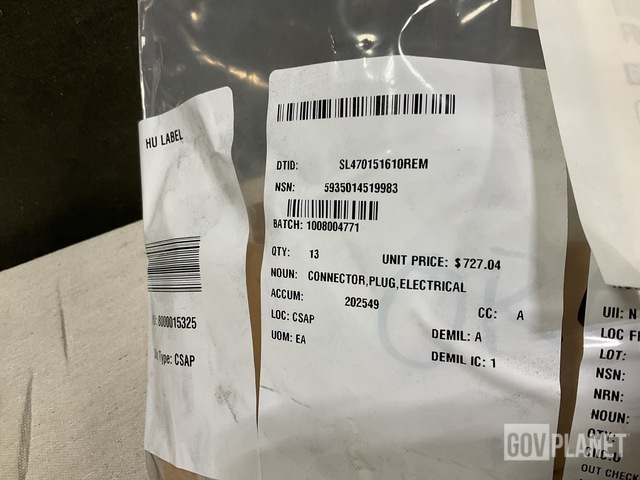 HU LABEL
8000015325
Type: CSAP
DTID: SL470151610REM
NSN: 5935014519983
BATCH: 1008004771
QTY: 13 UNIT PRICE: $727.04
NOUN: CONNECTOR,PLUG,ELECTRICAL
ACCUM: 202549
CC: A
LOC: CSAP
DEMIL: A
UOM: EA
DEMIL IC: 1
UII: N
LOC
LOT:
NSN:
NRN:
NOUN:
QTY:
OUT CHECK
GOVPLANET